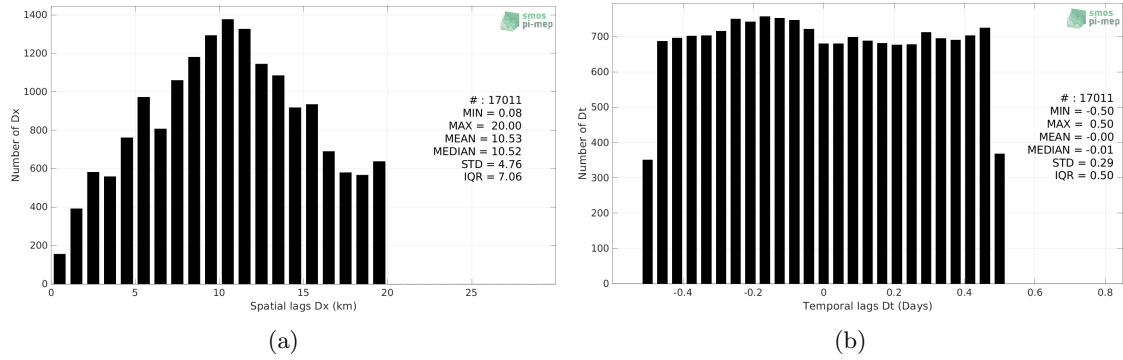 1400
1200
1000
800
600
400
200
0
Number of Dx
0 5 10 15 20 25
Spatial lags Dx (km)
smos
pi-mep
# : 17011
MIN = 0.08
MAX = 20.00
MEAN = 10.53
MEDIAN = 10.52
STD = 4.76
IQR = 7.06
(a)
700
600
500
400
300
200
100
0
Number of Dt
-0.4 -0.2 0 0.2 0.4 0.6 0.8
Temporal lags Dt (Days)
smos
pi-mep
# : 17011
MIN = -0.50
MAX = 0.50
MEAN = -0.00
MEDIAN = -0.01
STD = 0.29
IQR = 0.50
(b)